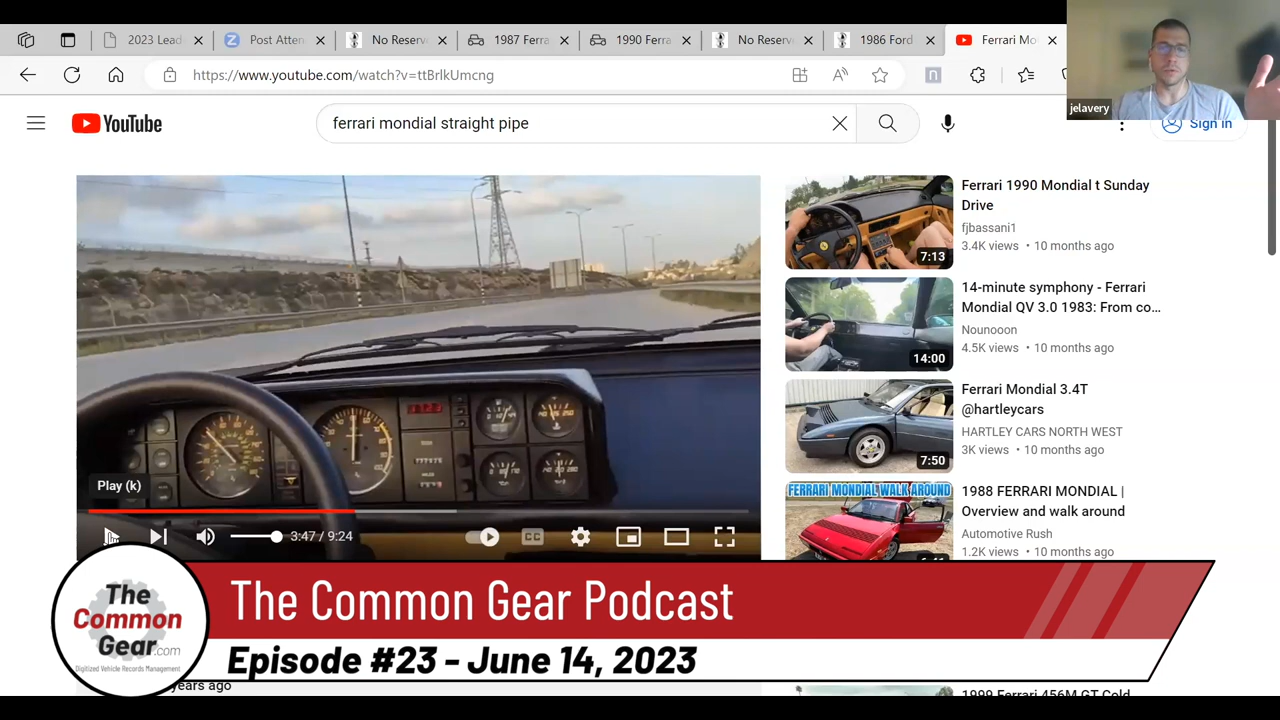 2023 Lead
Post Atten
No Reserv
1987 Ferra
1990 Ferra
No Reserv
1986 Ford
Ferrari Mo
https://www.youtube.com/watch?v=ttBrlkUmcng
jelavery
YouTube
ferrari mondial straight pipe
Sign in
Ferrari 1990 Mondial t Sunday
Drive
fjbassani1
3.4K views • 10 months ago
7:13
14-minute symphony - Ferrari
Mondial QV 3.0 1983: From co...
Nounooon
4.5K views • 10 months ago
14:00
Ferrari Mondial 3.4T
@hartleycars
HARTLEY CARS NORTH WEST
3K views • 10 months ago
7:50
FERRARI MONDIAL WALK AROUND
1988 FERRARI MONDIAL |
Overview and walk around
Automotive Rush
1.2K views • 10 months ago
Play (k)
3:47 / 9:24
CC
The
Common
Gear.com
Digitized Vehicle Records Management
The Common Gear Podcast
Episode #23 - June 14, 2023
years ago
1999 Ferrari 456M GT Cold